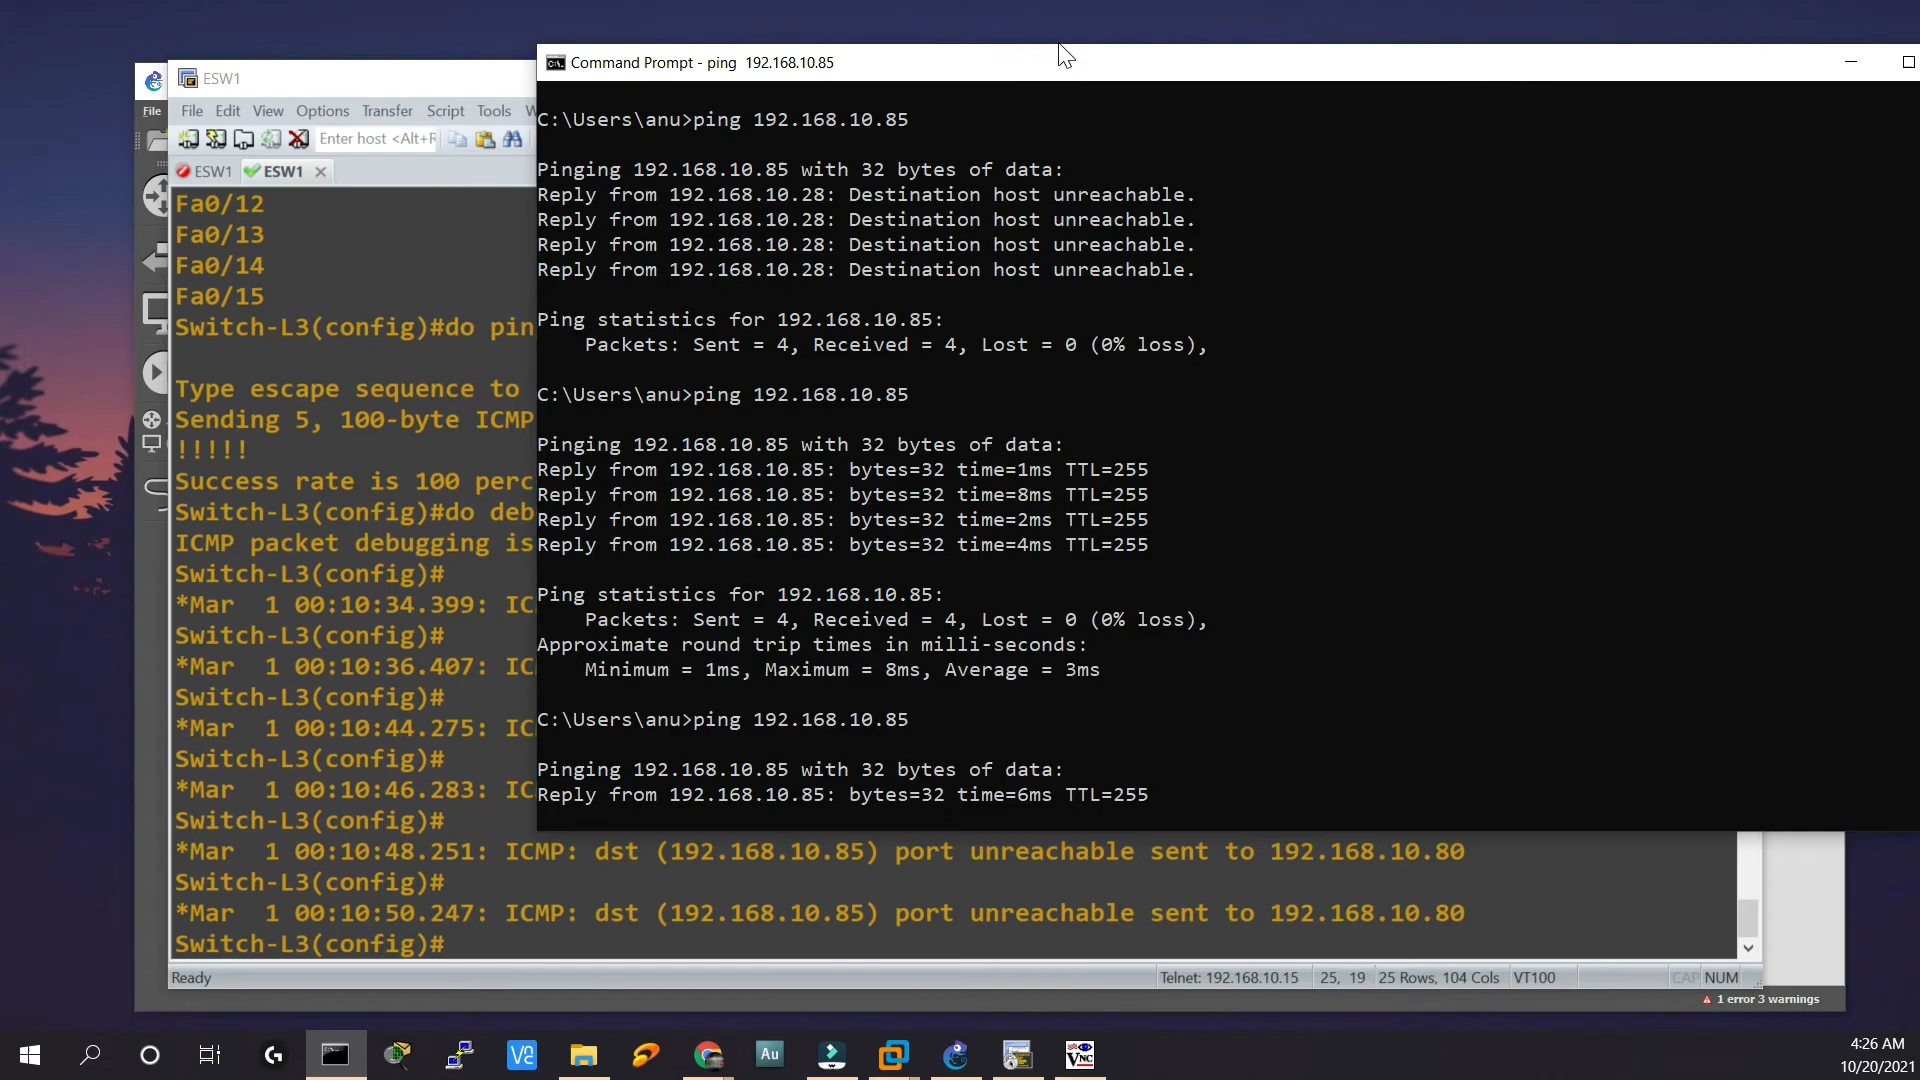 ESW1
File
File Edit View Options Transfer Script Tools W
Enter host <Alt+R
ESW1 ESW1
Fa0/12
Fa0/13
Fa0/14
Fa0/15
Switch-L3(config)#do pin
Type escape sequence to
Sending 5, 100-byte ICMP
!!!!!
Success rate is 100 perc
Switch-L3(config)#do deb
ICMP packet debugging is
Switch-L3(config)#
*Mar  1 00:10:34.399: IC
Switch-L3(config)#
*Mar  1 00:10:36.407: IC
Switch-L3(config)#
*Mar  1 00:10:44.275: IC
Switch-L3(config)#
*Mar  1 00:10:46.283: IC
Switch-L3(config)#
*Mar  1 00:10:48.251: ICMP: dst (192.168.10.85) port unreachable sent to 192.168.10.80
Switch-L3(config)#
*Mar  1 00:10:50.247: ICMP: dst (192.168.10.85) port unreachable sent to 192.168.10.80
Switch-L3(config)#
Ready
Telnet: 192.168.10.15 25, 19 25 Rows, 104 Cols VT100 CAP NUM
1 error 3 warnings
Command Prompt - ping  192.168.10.85
C:\Users\anu>ping 192.168.10.85
Pinging 192.168.10.85 with 32 bytes of data:
Reply from 192.168.10.28: Destination host unreachable.
Reply from 192.168.10.28: Destination host unreachable.
Reply from 192.168.10.28: Destination host unreachable.
Reply from 192.168.10.28: Destination host unreachable.
Ping statistics for 192.168.10.85:
Packets: Sent = 4, Received = 4, Lost = 0 (0% loss),
C:\Users\anu>ping 192.168.10.85
Pinging 192.168.10.85 with 32 bytes of data:
Reply from 192.168.10.85: bytes=32 time=1ms TTL=255
Reply from 192.168.10.85: bytes=32 time=8ms TTL=255
Reply from 192.168.10.85: bytes=32 time=2ms TTL=255
Reply from 192.168.10.85: bytes=32 time=4ms TTL=255
Ping statistics for 192.168.10.85:
Packets: Sent = 4, Received = 4, Lost = 0 (0% loss),
Approximate round trip times in milli-seconds:
Minimum = 1ms, Maximum = 8ms, Average = 3ms
C:\Users\anu>ping 192.168.10.85
Pinging 192.168.10.85 with 32 bytes of data:
Reply from 192.168.10.85: bytes=32 time=6ms TTL=255
Au
VNC
4:26 AM
10/20/2021